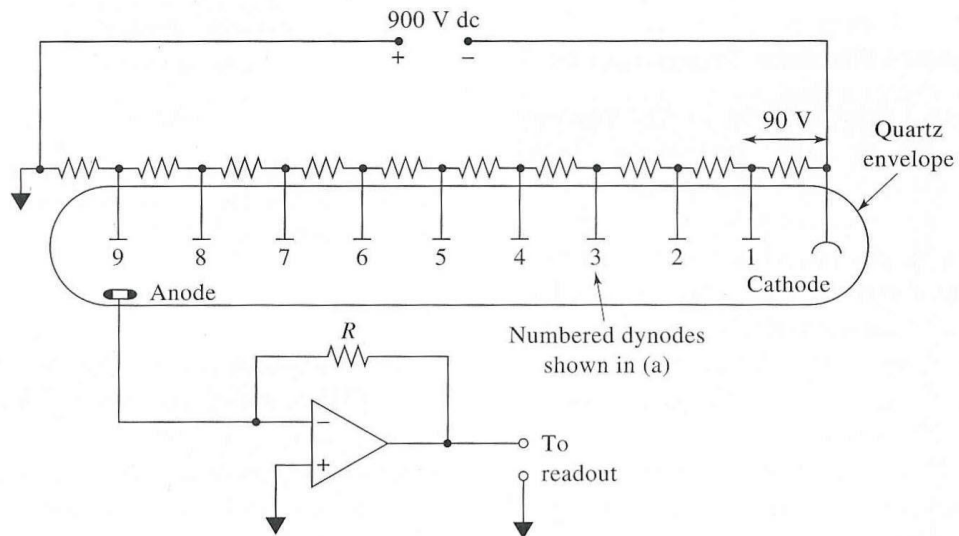 900 V dc
+ −
90 V
Quartz
envelope
9 8 7 6 5 4 3 2 1
Cathode
Anode
Numbered dynodes
shown in (a)
R
−
+
To
readout